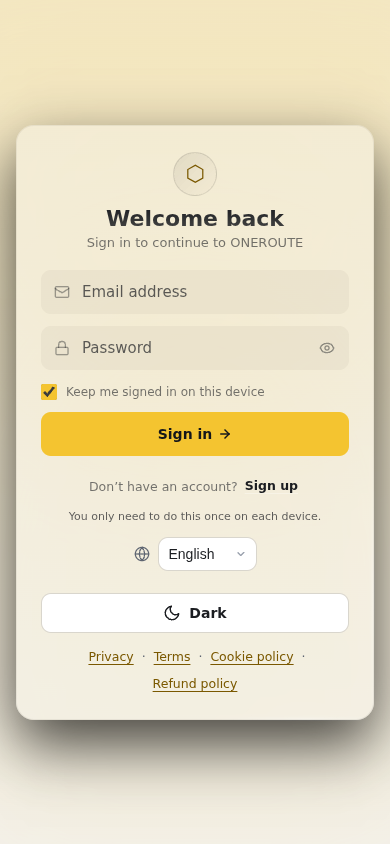 Welcome back
Sign in to continue to ONEROUTE
Email address
Password
Keep me signed in on this device
Sign in →
Don’t have an account? Sign up
You only need to do this once on each device.
English
Dark
Privacy · Terms · Cookie policy ·
Refund policy